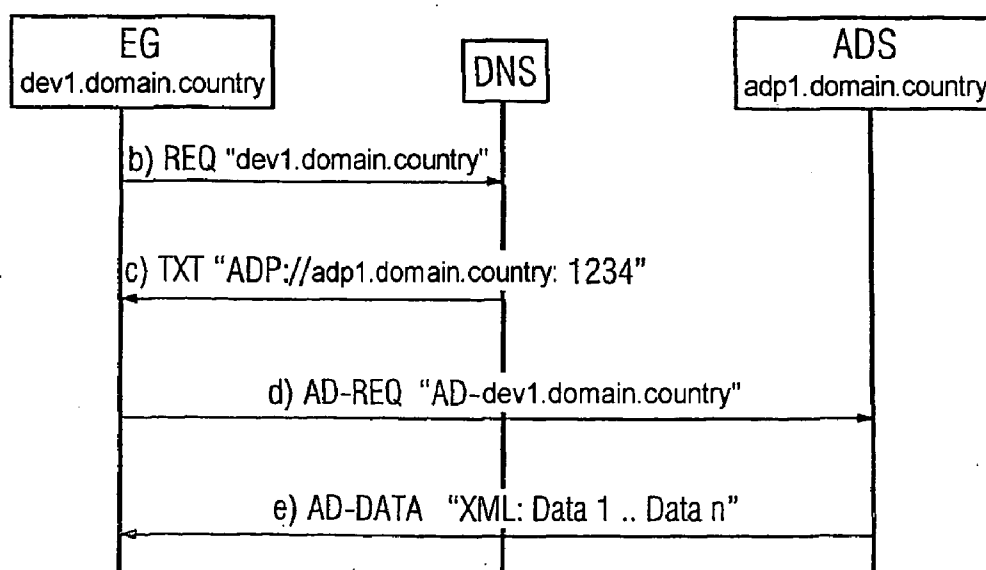 EG
dev1.domain.country
DNS
ADS
adp1.domain.country
b) REQ "dev1.domain.country"
c) TXT “ADP://adp1.domain.country: 1234”
d) AD-REQ “AD-dev1.domain.country”
e) AD-DATA “XML: Data 1 .. Data n”